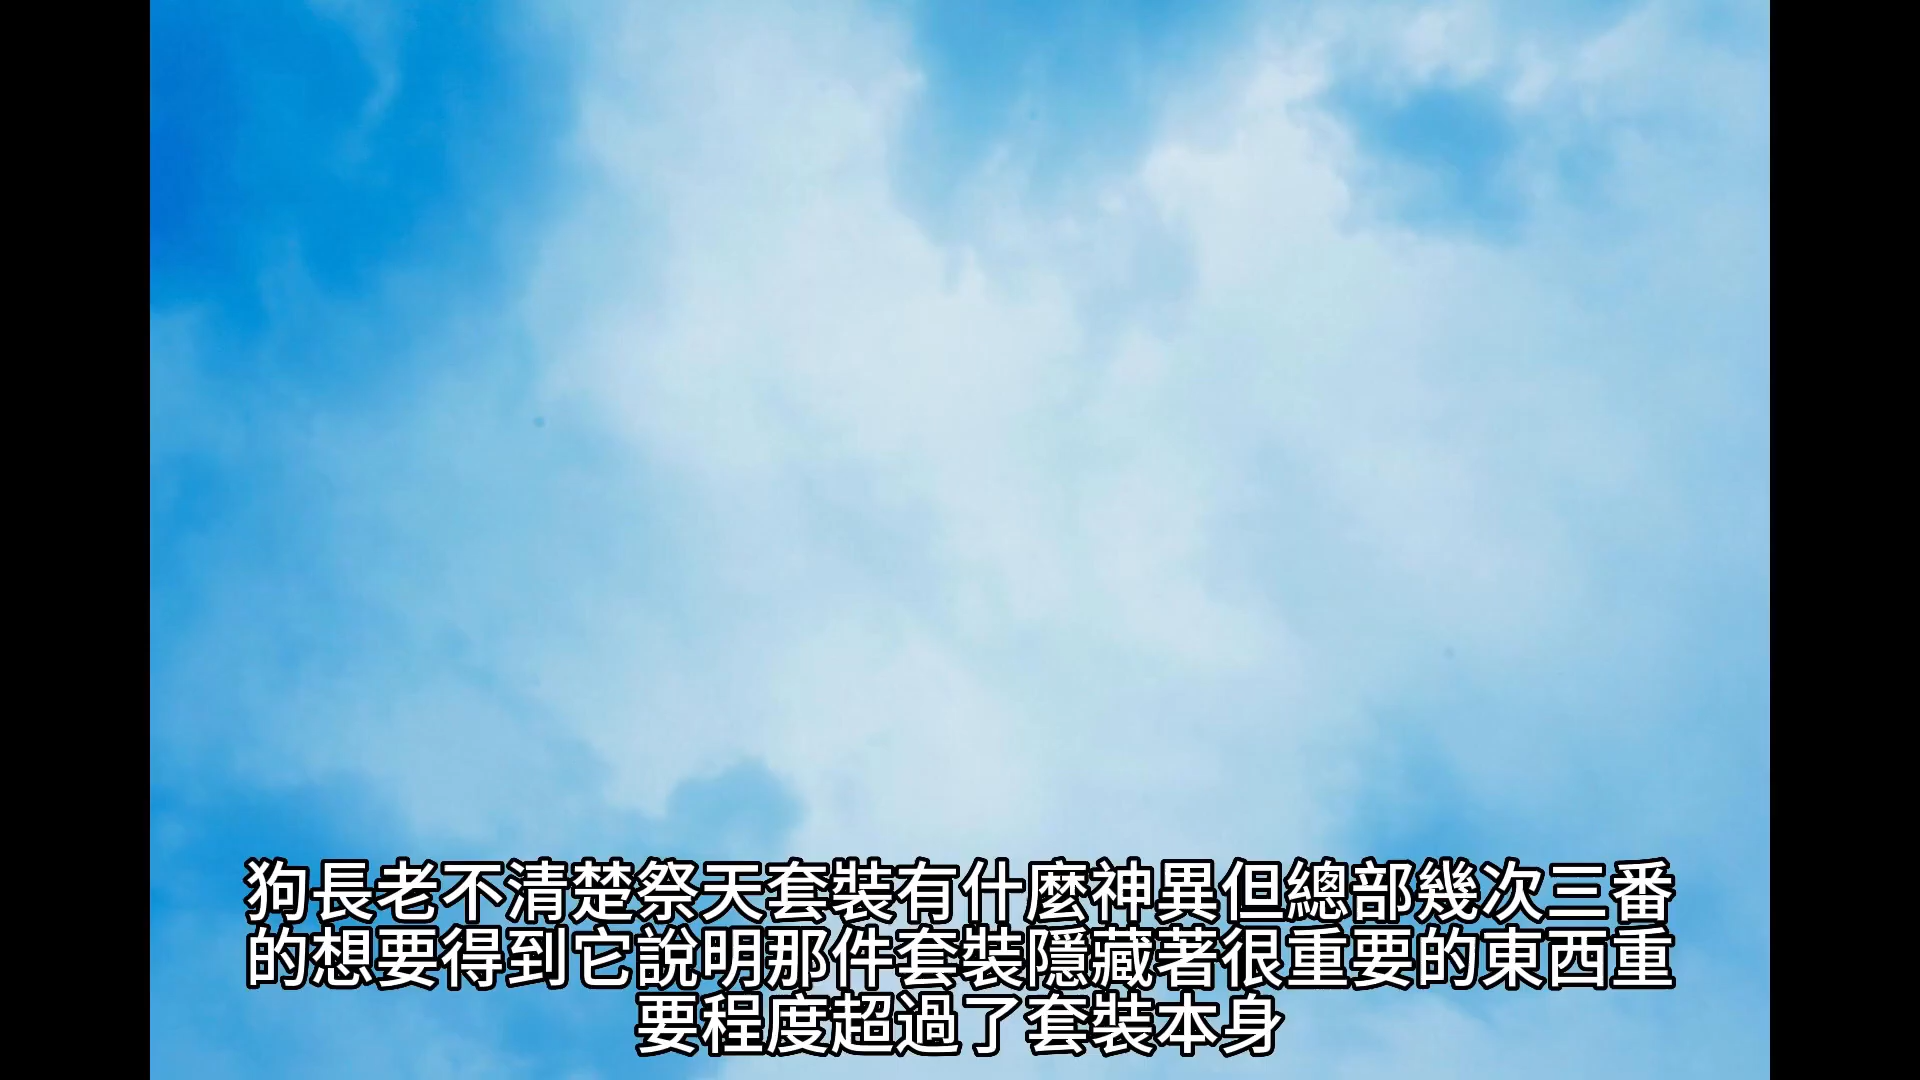 狗長老不清楚祭天套裝有什麼神異但總部幾次三番
的想要得到它說明那件套裝隱藏著很重要的東西重
要程度超過了套裝本身